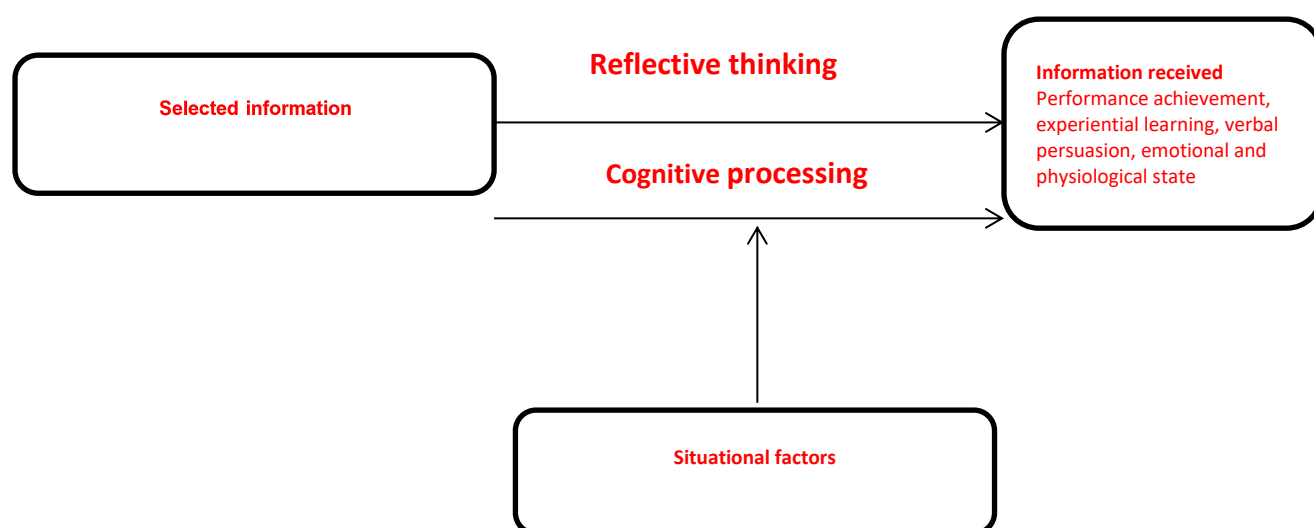 Reflective thinking
Selected information
Information received
Performance achievement,
experiential learning, verbal
persuasion, emotional and
physiological state
Cognitive processing
Situational factors